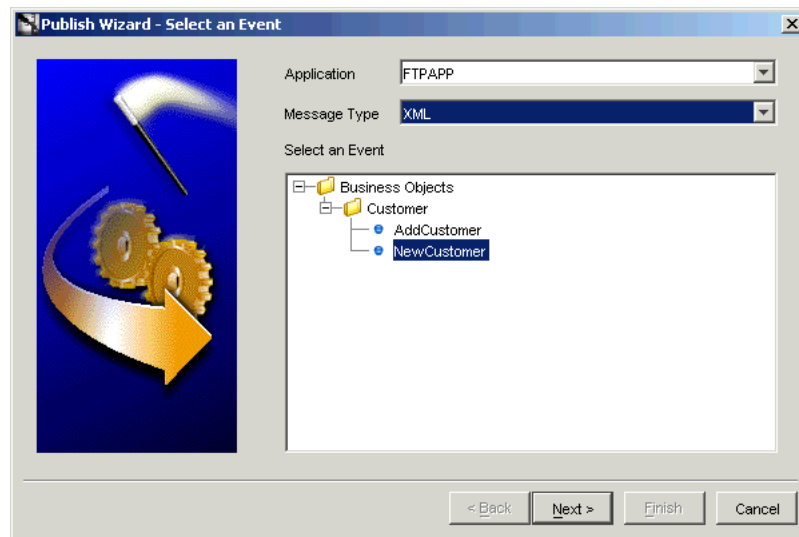 Publish Wizard - Select an Event
Application FTPAPP
Message Type XML
Select an Event
Business Objects
Customer
AddCustomer
NewCustomer
< Back Next > Finish Cancel